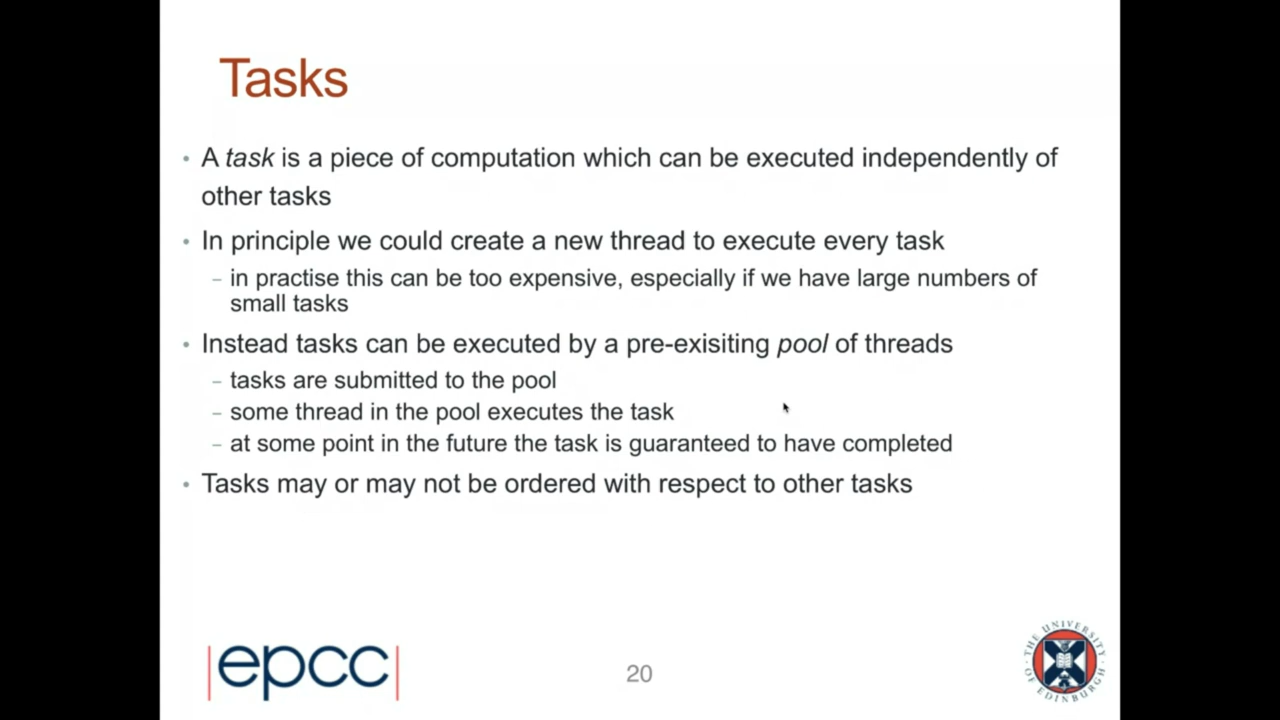 Tasks
• A task is a piece of computation which can be executed independently of
other tasks
• In principle we could create a new thread to execute every task
– in practise this can be too expensive, especially if we have large numbers of
small tasks
• Instead tasks can be executed by a pre-exisiting pool of threads
– tasks are submitted to the pool
– some thread in the pool executes the task
– at some point in the future the task is guaranteed to have completed
• Tasks may or may not be ordered with respect to other tasks
|epcc|
20
THE UNIVERSITY OF EDINBURGH